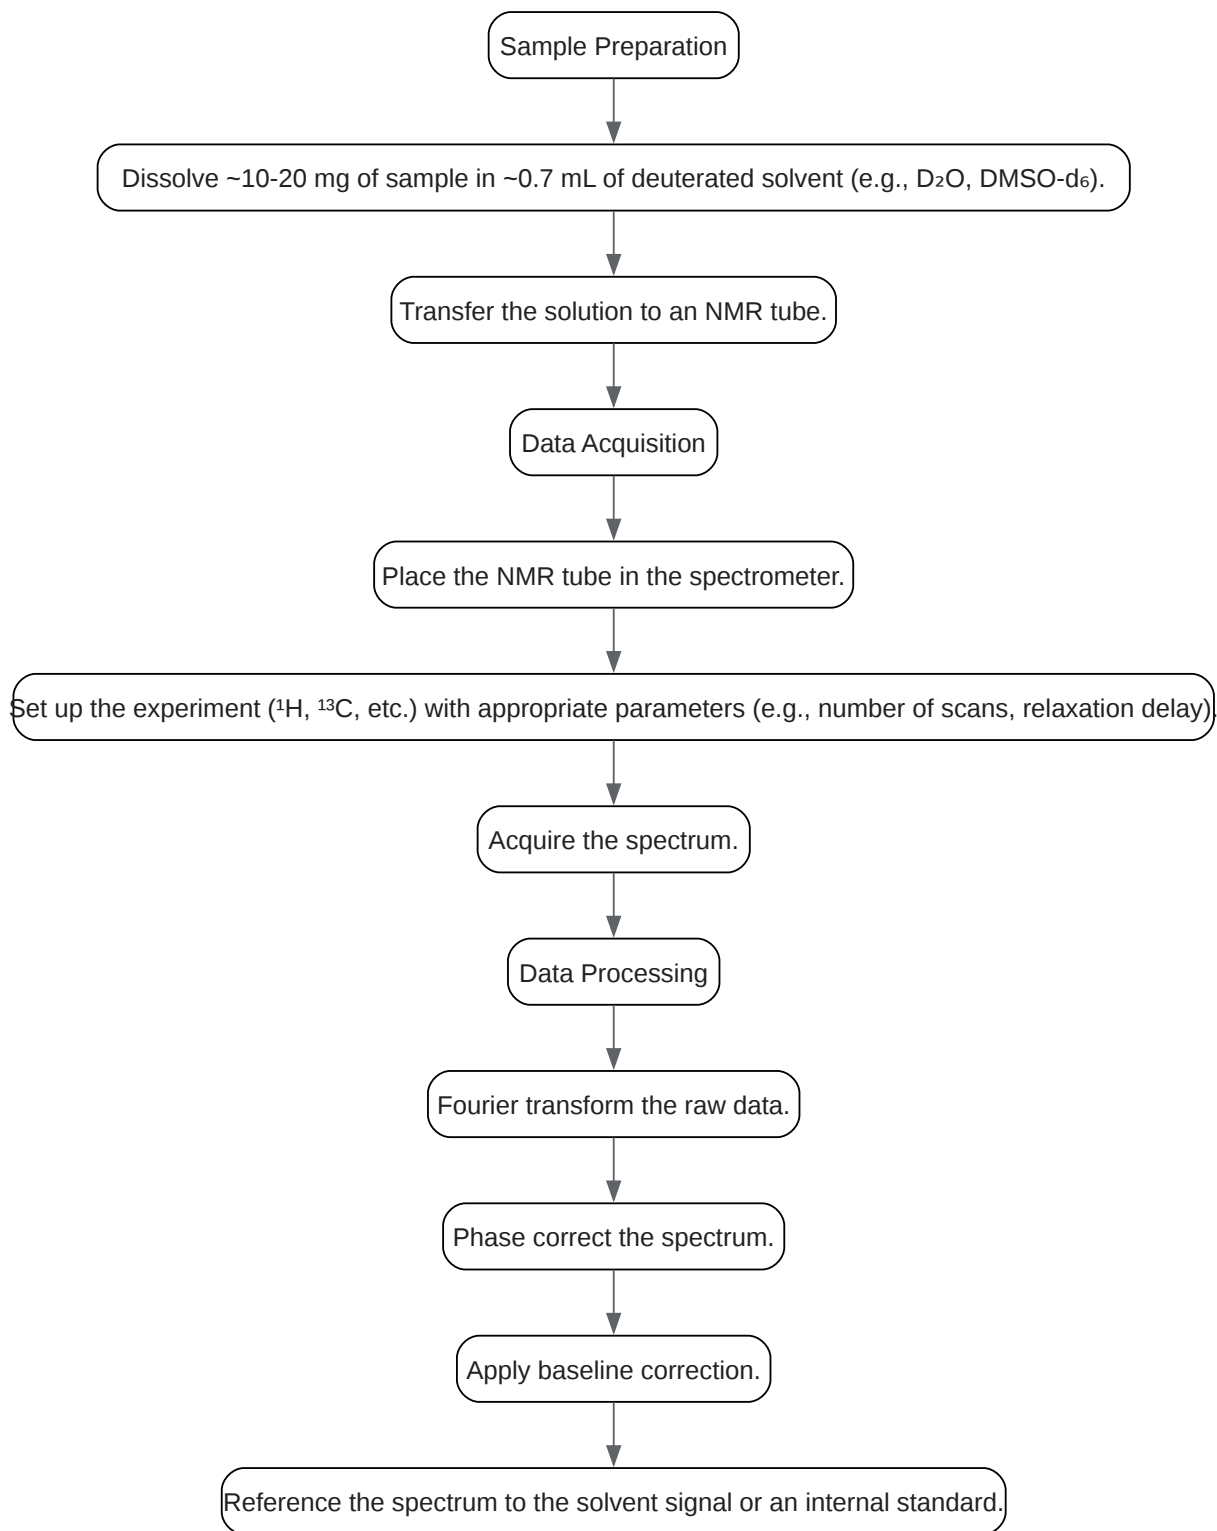 Sample Preparation
Dissolve ~10-20 mg of sample in ~0.7 mL of deuterated solvent (e.g., D₂O, DMSO-d₆).
Transfer the solution to an NMR tube.
Data Acquisition
Place the NMR tube in the spectrometer.
Set up the experiment (¹H, ¹³C, etc.) with appropriate parameters (e.g., number of scans, relaxation delay).
Acquire the spectrum.
Data Processing
Fourier transform the raw data.
Phase correct the spectrum.
Apply baseline correction.
Reference the spectrum to the solvent signal or an internal standard.